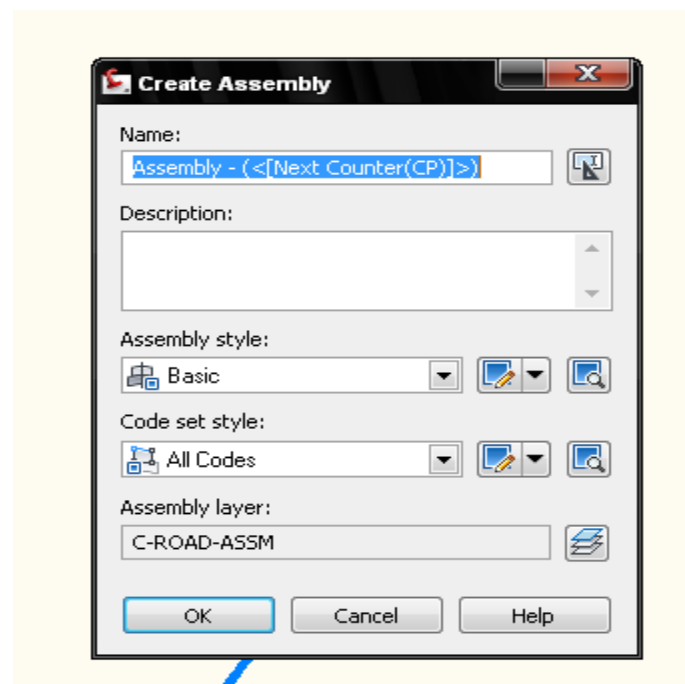 Create Assembly
Name:
Assembly - (<[Next Counter(CP)]>)
Description:
Assembly style:
Basic
Code set style:
All Codes
Assembly layer:
C-ROAD-ASSM
OK Cancel Help